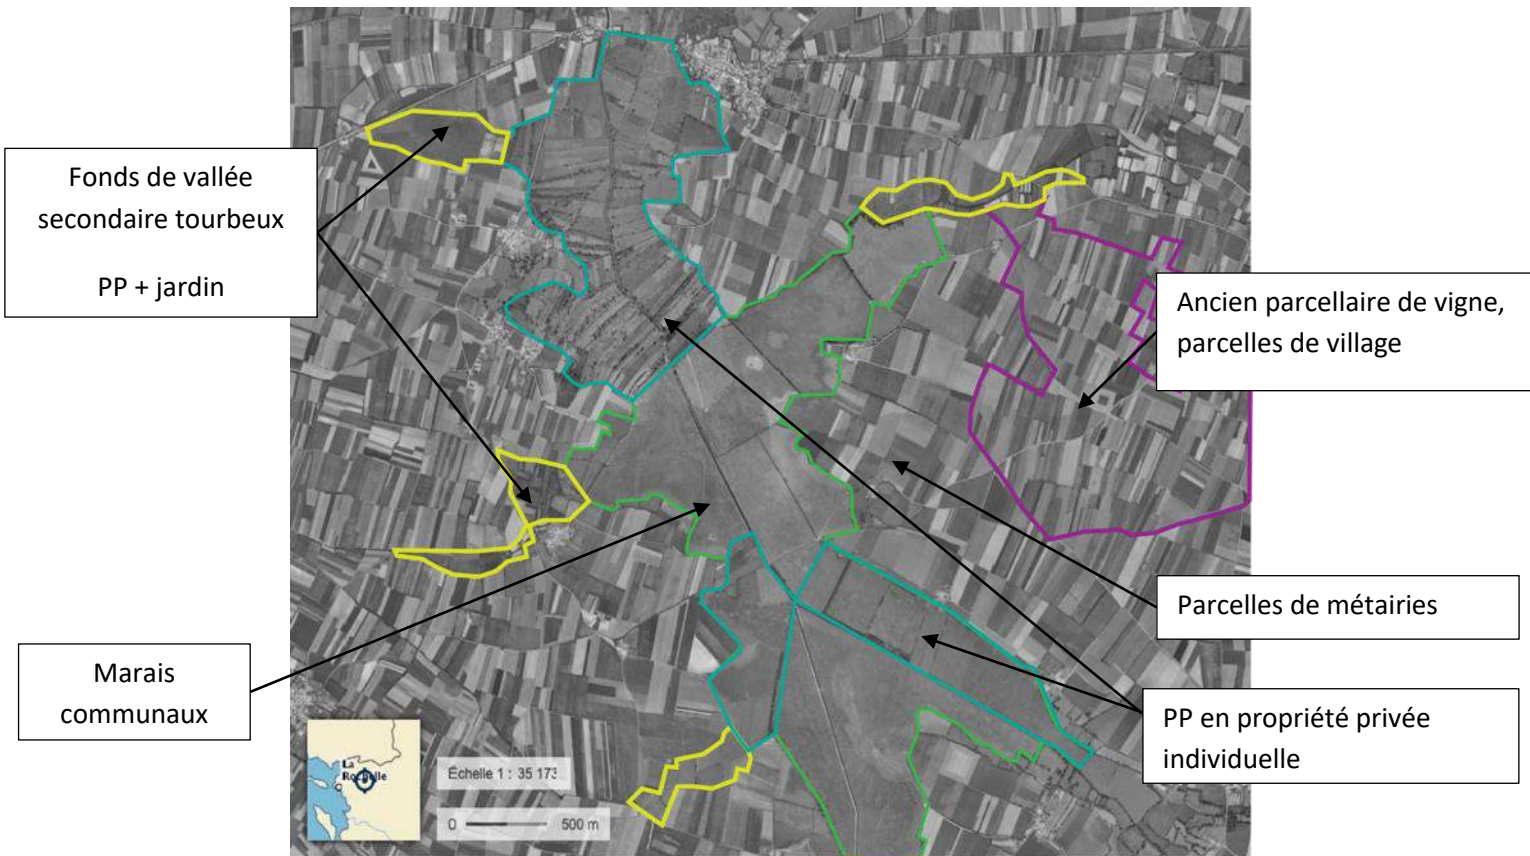 Fonds de vallée
secondaire tourbeux
PP + jardin
Ancien parcellaire de vigne,
parcelles de village
Parcelles de métairies
Marais
communaux
PP en propriété privée
individuelle
La
Rochelle
Échelle 1 : 35 173
0 500 m